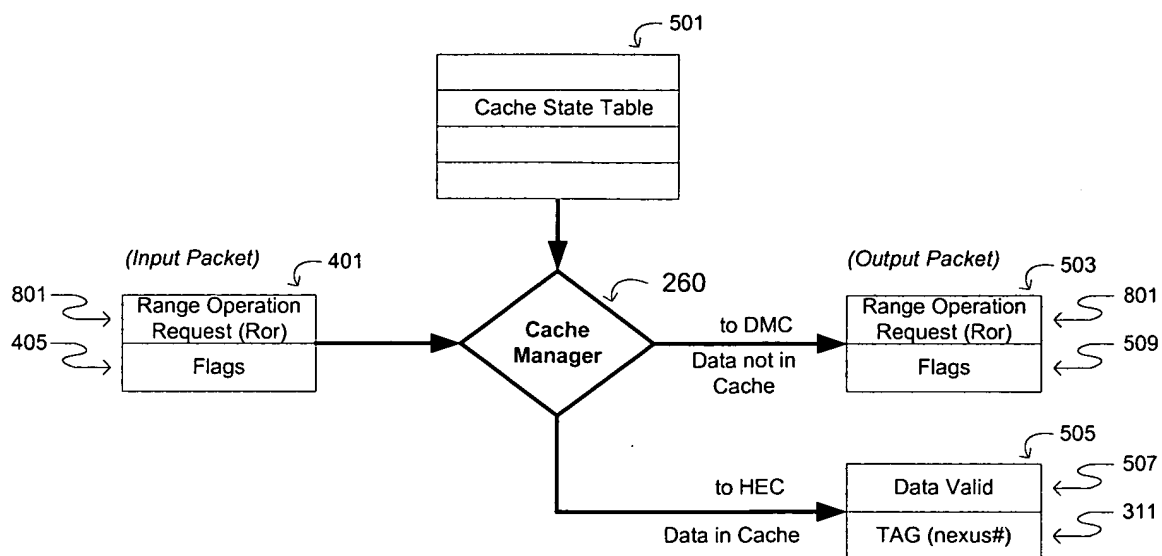 501
Cache State Table
(Input Packet)
401
801
Range Operation
Request (Ror)
405
Flags
260
Cache
Manager
to DMC
Data not in
Cache
(Output Packet)
503
Range Operation
Request (Ror)
801
Flags
509
to HEC
Data in Cache
505
Data Valid
507
TAG (nexus#)
311